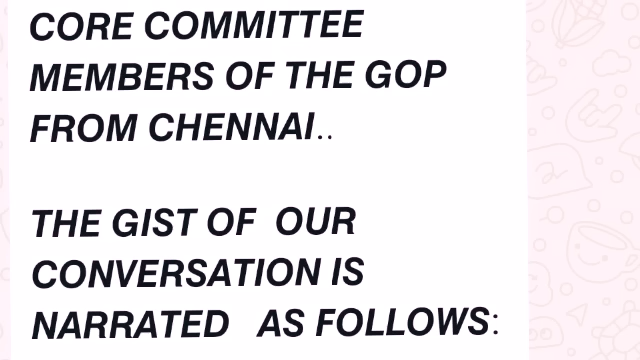 CORE COMMITTEE
MEMBERS OF THE GOP
FROM CHENNAI..
THE GIST OF OUR
CONVERSATION IS
NARRATED AS FOLLOWS: